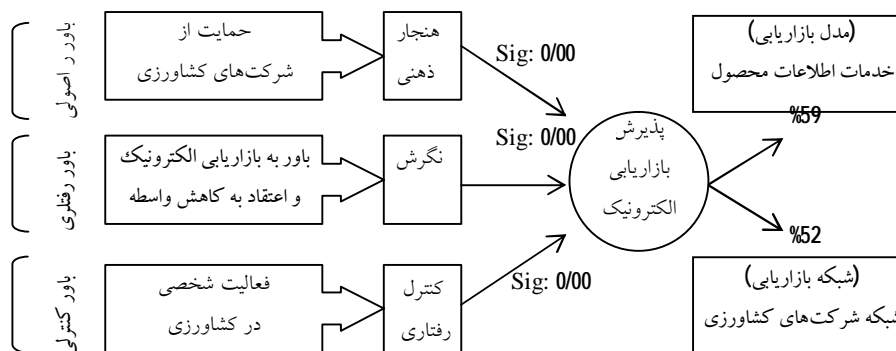 باور ر اصولی
حمایت از
شرکت‌های کشاورزی
هنجار
ذهنی
Sig: 0/00
(مدل بازاریابی)
خدمات اطلاعات محصول
%59
باور رفتاری
باور به بازاریابی الکترونیک
و اعتقاد به کاهش واسطه
نگرش
Sig: 0/00
پذیرش
بازاریابی
الکترونیک
%52
باور کنترلی
فعالیت شخصی
در کشاورزی
کنترل
رفتاری
Sig: 0/00
(شبکه بازاریابی)
شبکه شرکت‌های کشاورزی